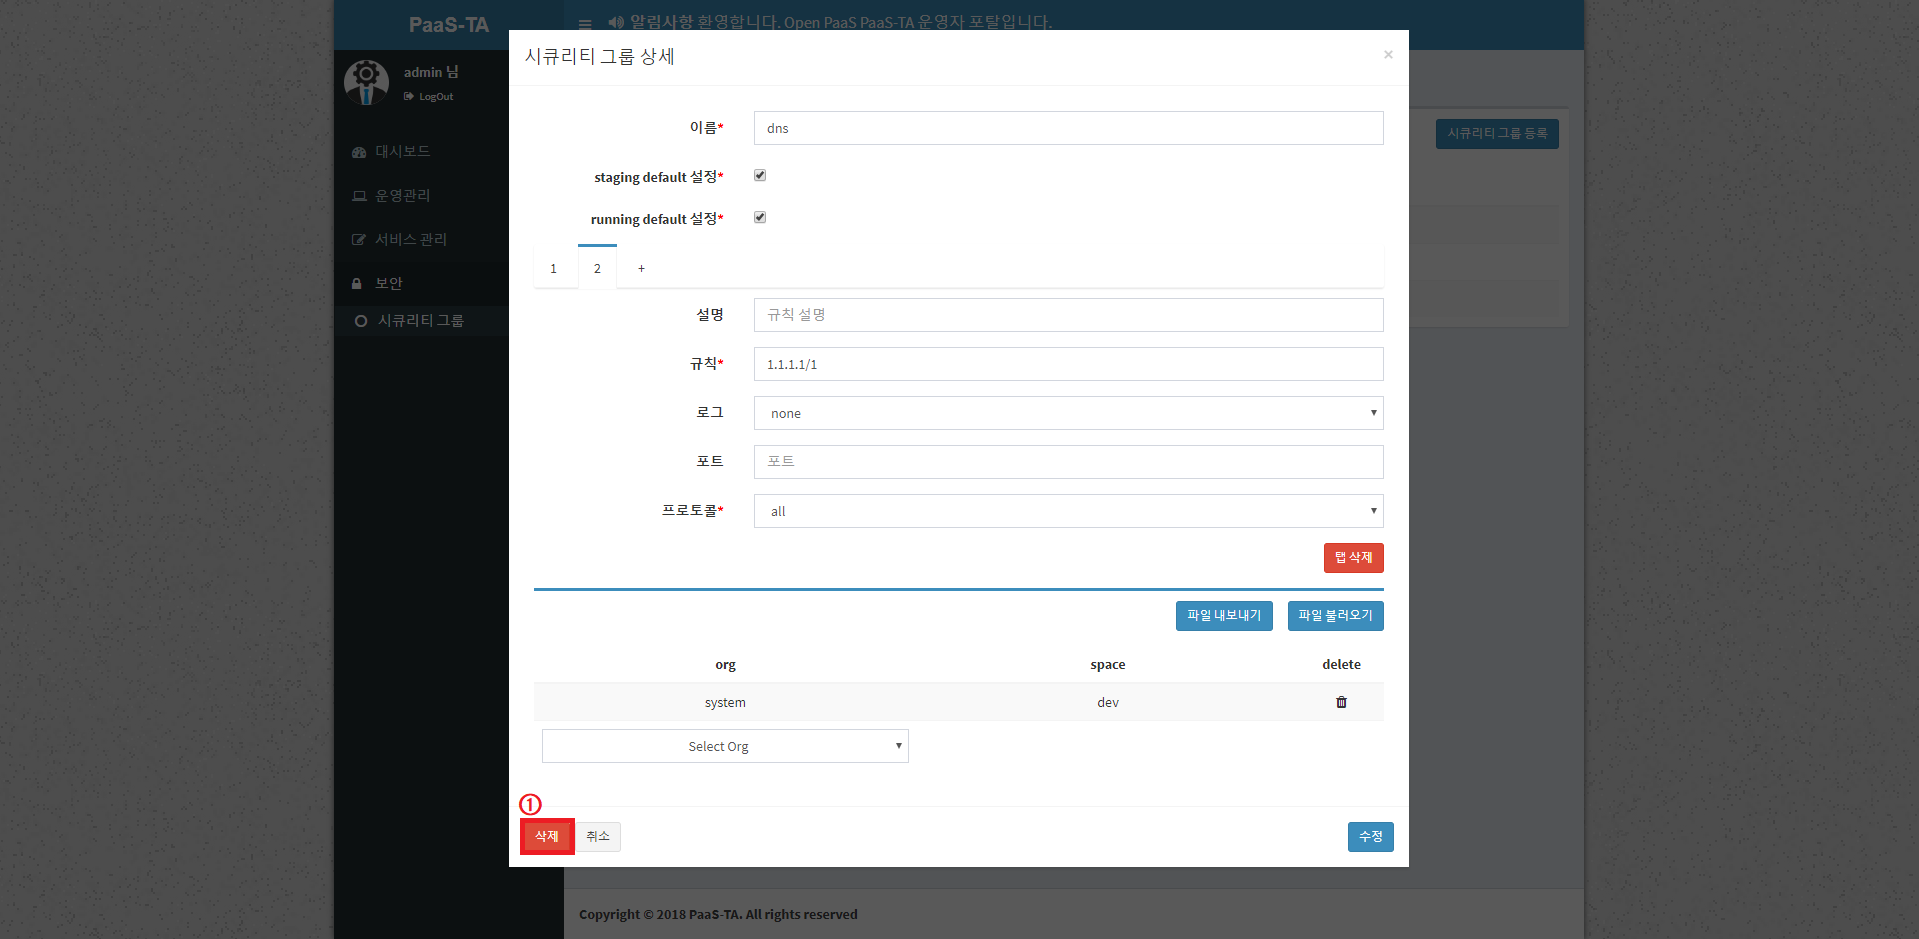 PaaS-TA
알림사항 환영합니다. Open PaaS PaaS-TA 운영자 포탈입니다.
admin 님
LogOut
대시보드
운영관리
서비스 관리
보안
시큐리티 그룹
시큐리티 그룹 등록
시큐리티 그룹 상세
×
이름* dns
staging default 설정*
running default 설정*
1 2 +
설명 규칙 설명
규칙* 1.1.1.1/1
로그 none
포트 포트
프로토콜* all
탭 삭제
파일 내보내기 파일 불러오기
org space delete
system dev
Select Org
①
삭제 취소 수정
Copyright © 2018 PaaS-TA. All rights reserved